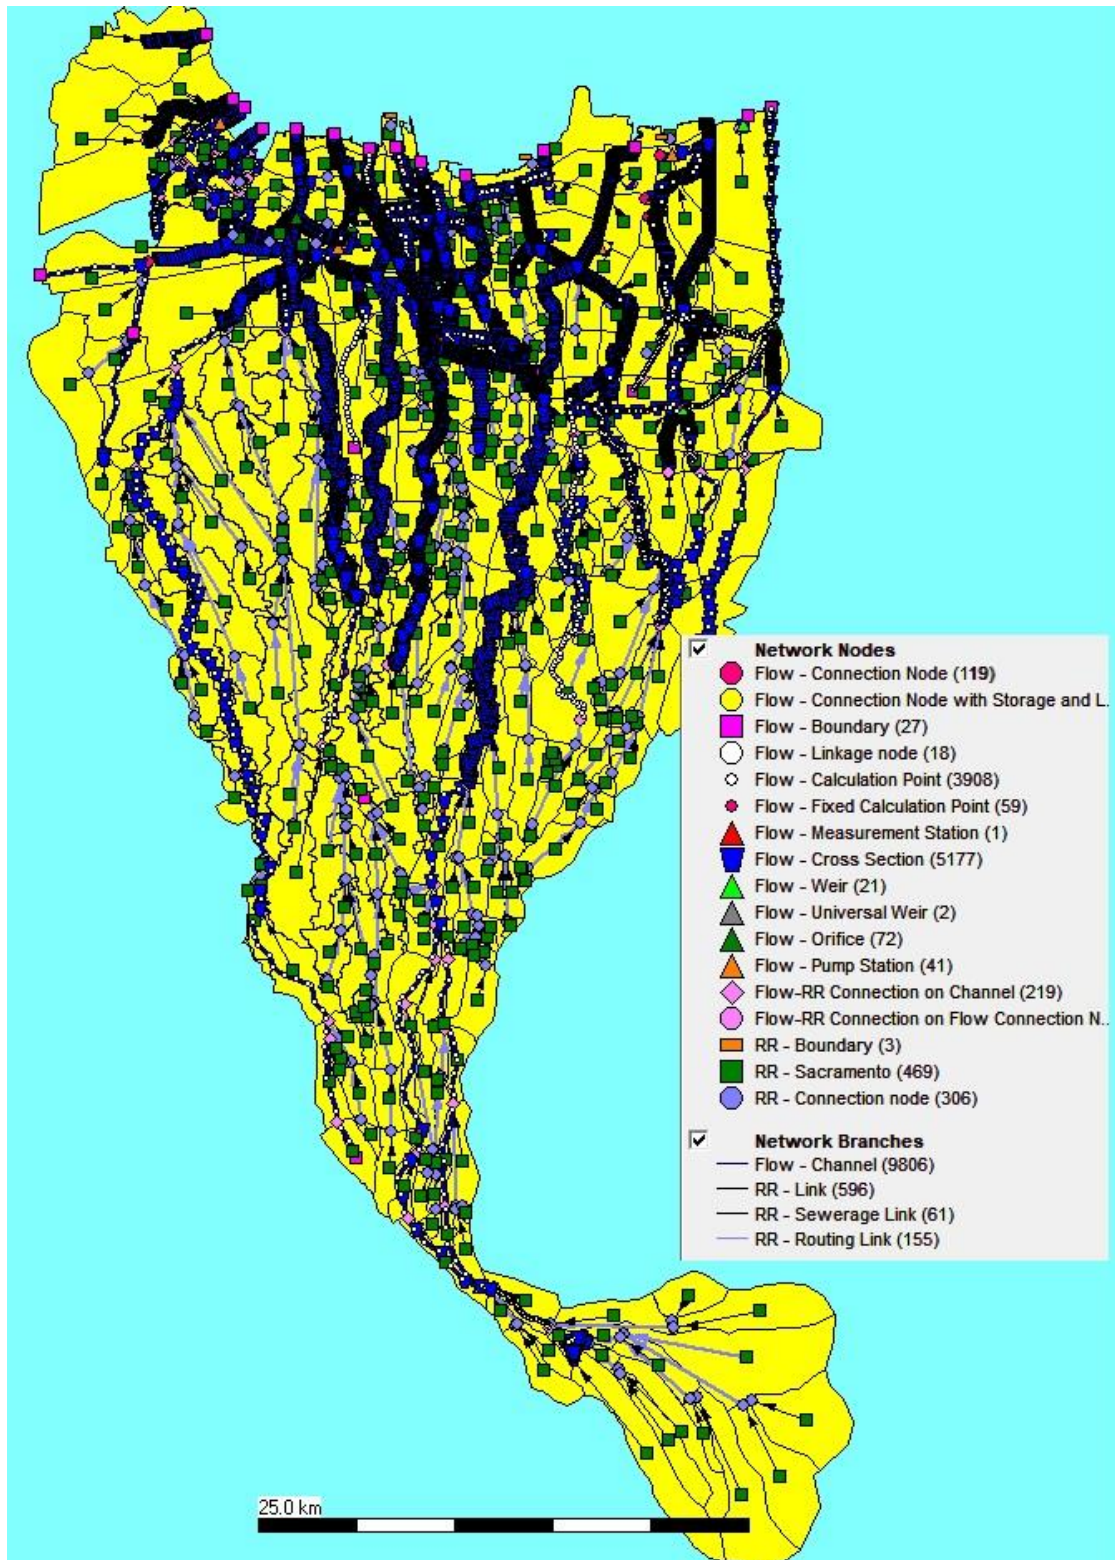 Network Nodes
Flow - Connection Node (119)
Flow - Connection Node with Storage and L.
Flow - Boundary (27)
Flow - Linkage node (18)
Flow - Calculation Point (3908)
Flow - Fixed Calculation Point (59)
Flow - Measurement Station (1)
Flow - Cross Section (5177)
Flow - Weir (21)
Flow - Universal Weir (2)
Flow - Orifice (72)
Flow - Pump Station (41)
Flow-RR Connection on Channel (219)
Flow-RR Connection on Flow Connection N..
RR - Boundary (3)
RR - Sacramento (469)
RR - Connection node (306)
Network Branches
Flow - Channel (9806)
RR - Link (596)
RR - Sewerage Link (61)
RR - Routing Link (155)
25.0 km